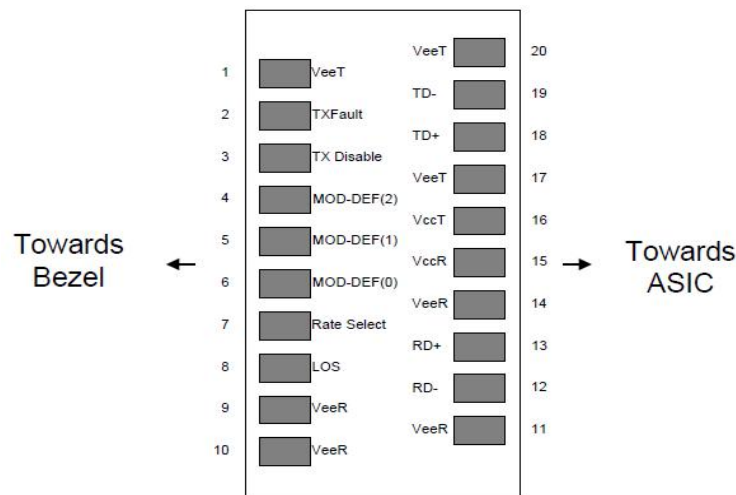 1 VeeT
2 TXFault
3 TX Disable
4 MOD-DEF(2)
5 MOD-DEF(1)
6 MOD-DEF(0)
7 Rate Select
8 LOS
9 VeeR
10 VeeR
VeeT 20
TD- 19
TD+ 18
VeeT 17
VccT 16
VccR 15
VeeR 14
RD+ 13
RD- 12
VeeR 11
Towards
Bezel
Towards
ASIC